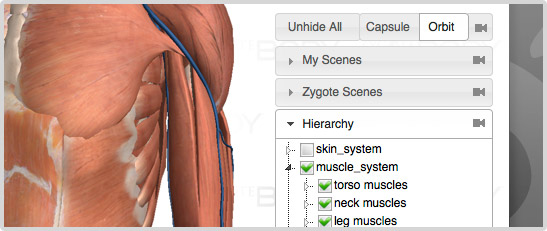 Unhide All Capsule Orbit
My Scenes
Zygote Scenes
Hierarchy
skin_system
muscle_system
torso muscles
neck muscles
leg muscles